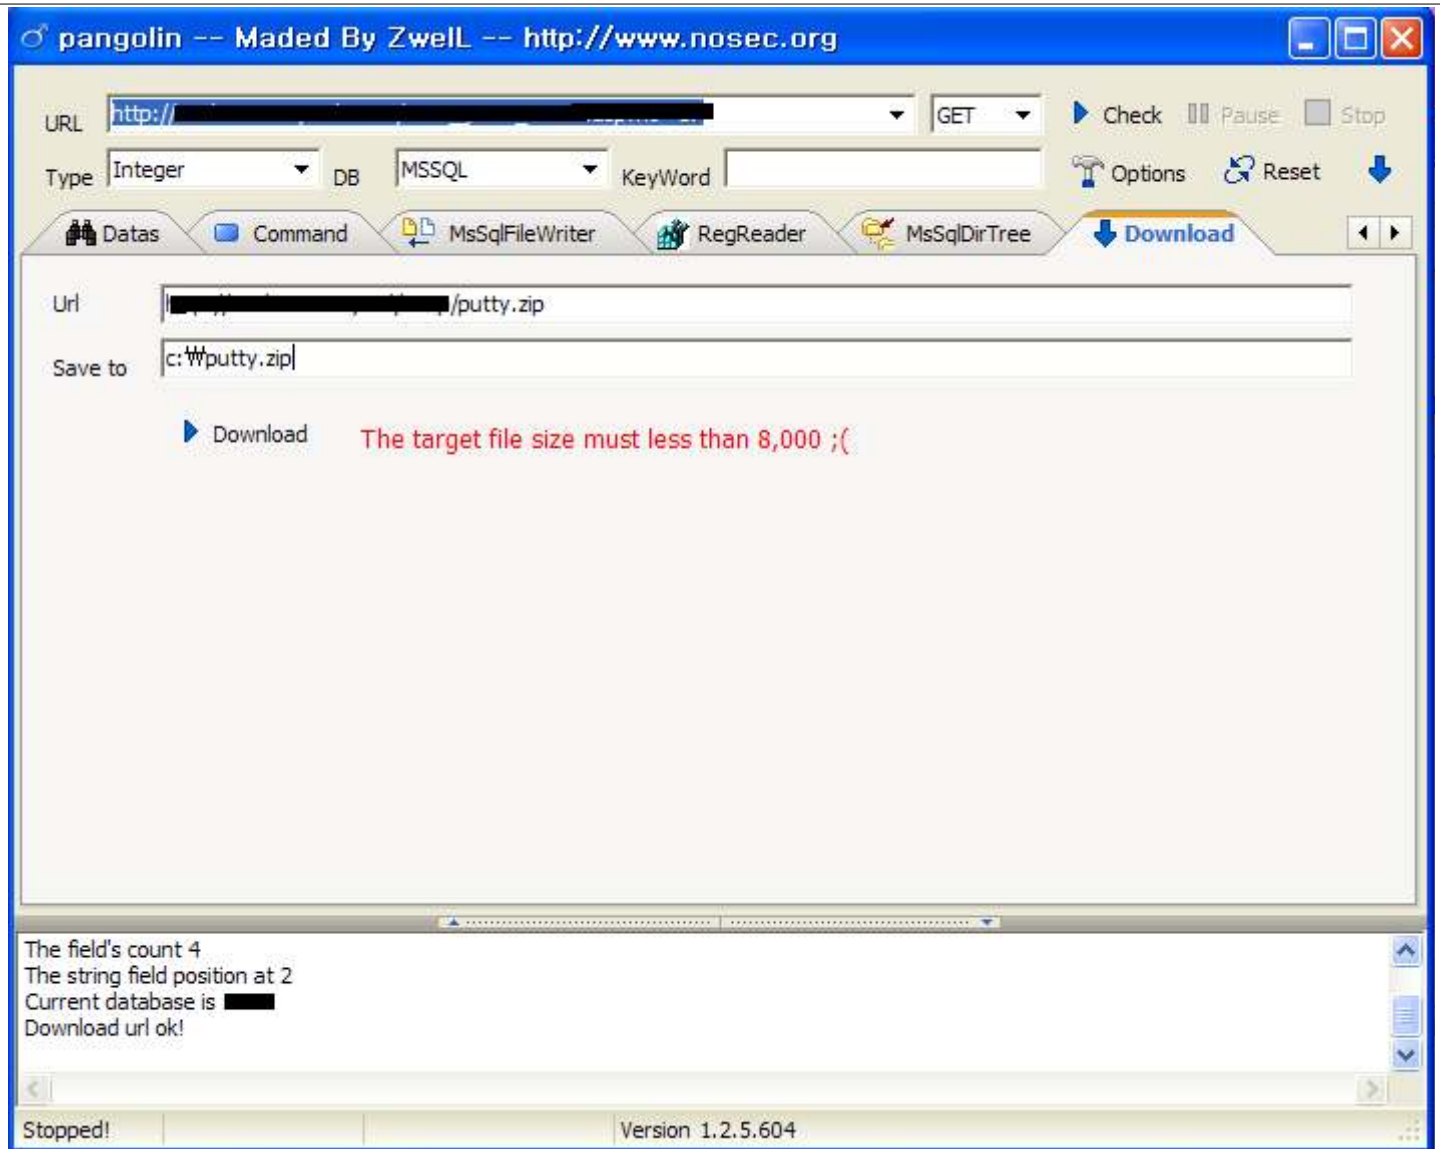 pangolin -- Maded By ZwelL -- http://www.nosec.org
URL http:// GET Check Pause Stop
Type Integer DB MSSQL KeyWord Options Reset
Datas Command MsSqlFileWriter RegReader MsSqlDirTree Download
Url /putty.zip
Save to c:₩putty.zip
Download The target file size must less than 8,000 ;(
The field's count 4
The string field position at 2
Current database is
Download url ok!
Stopped! Version 1.2.5.604